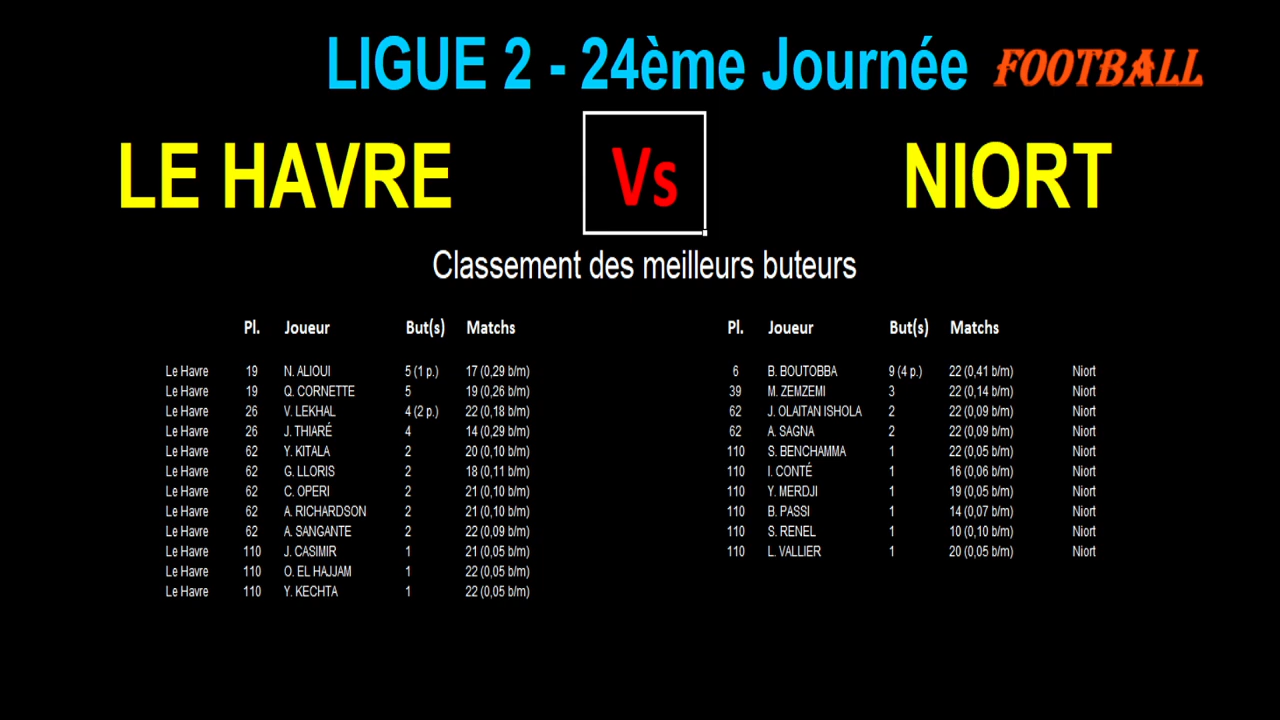 LIGUE 2 - 24ème Journée FOOTBALL
LE HAVRE Vs NIORT
Classement des meilleurs buteurs
Pl. Joueur But(s) Matchs Pl. Joueur But(s) Matchs
Le Havre 19 N. ALIOUI 5 (1 p.) 17 (0,29 b/m) 6 B. BOUTOBBA 9 (4 p.) 22 (0,41 b/m) Niort
Le Havre 19 Q. CORNETTE 5 19 (0,26 b/m) 39 M. ZEMZEMI 3 22 (0,14 b/m) Niort
Le Havre 26 V. LEKHAL 4 (2 p.) 22 (0,18 b/m) 62 J. OLAITAN ISHOLA 2 22 (0,09 b/m) Niort
Le Havre 26 J. THIARÉ 4 14 (0,29 b/m) 62 A. SAGNA 2 22 (0,09 b/m) Niort
Le Havre 62 Y. KITALA 2 20 (0,10 b/m) 110 S. BENCHAMMA 1 22 (0,05 b/m) Niort
Le Havre 62 G. LLORIS 2 18 (0,11 b/m) 110 I. CONTÉ 1 16 (0,06 b/m) Niort
Le Havre 62 C. OPERI 2 21 (0,10 b/m) 110 Y. MERDJI 1 19 (0,05 b/m) Niort
Le Havre 62 A. RICHARDSON 2 21 (0,10 b/m) 110 B. PASSI 1 14 (0,07 b/m) Niort
Le Havre 62 A. SANGANTE 2 22 (0,09 b/m) 110 S. RENEL 1 10 (0,10 b/m) Niort
Le Havre 110 J. CASIMIR 1 21 (0,05 b/m) 110 L. VALLIER 1 20 (0,05 b/m) Niort
Le Havre 110 O. EL HAJJAM 1 22 (0,05 b/m)
Le Havre 110 Y. KECHTA 1 22 (0,05 b/m)